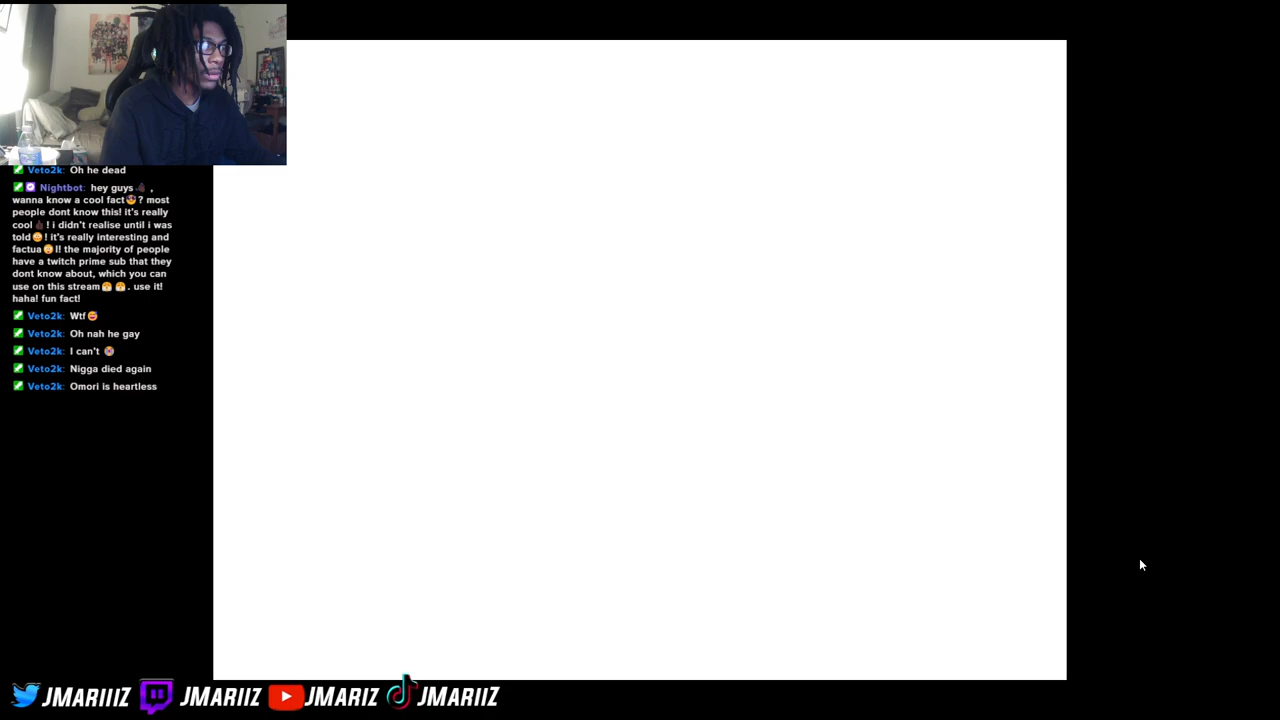 Veto2k: Oh he dead
Nightbot: hey guys🌚 ,
wanna know a cool fact😎? most
people dont know this! it's really
cool👍🏿! i didn't realise until i was
told😳! it's really interesting and
factua😳l! the majority of people
have a twitch prime sub that they
dont know about, which you can
use on this stream😤😤. use it!
haha! fun fact!
Veto2k: Wtf😅
Veto2k: Oh nah he gay
Veto2k: I can't 😭
Veto2k: Nigga died again
Veto2k: Omori is heartless
JMARIIIZ JMARIIZ JMARIZ JMARIIZ